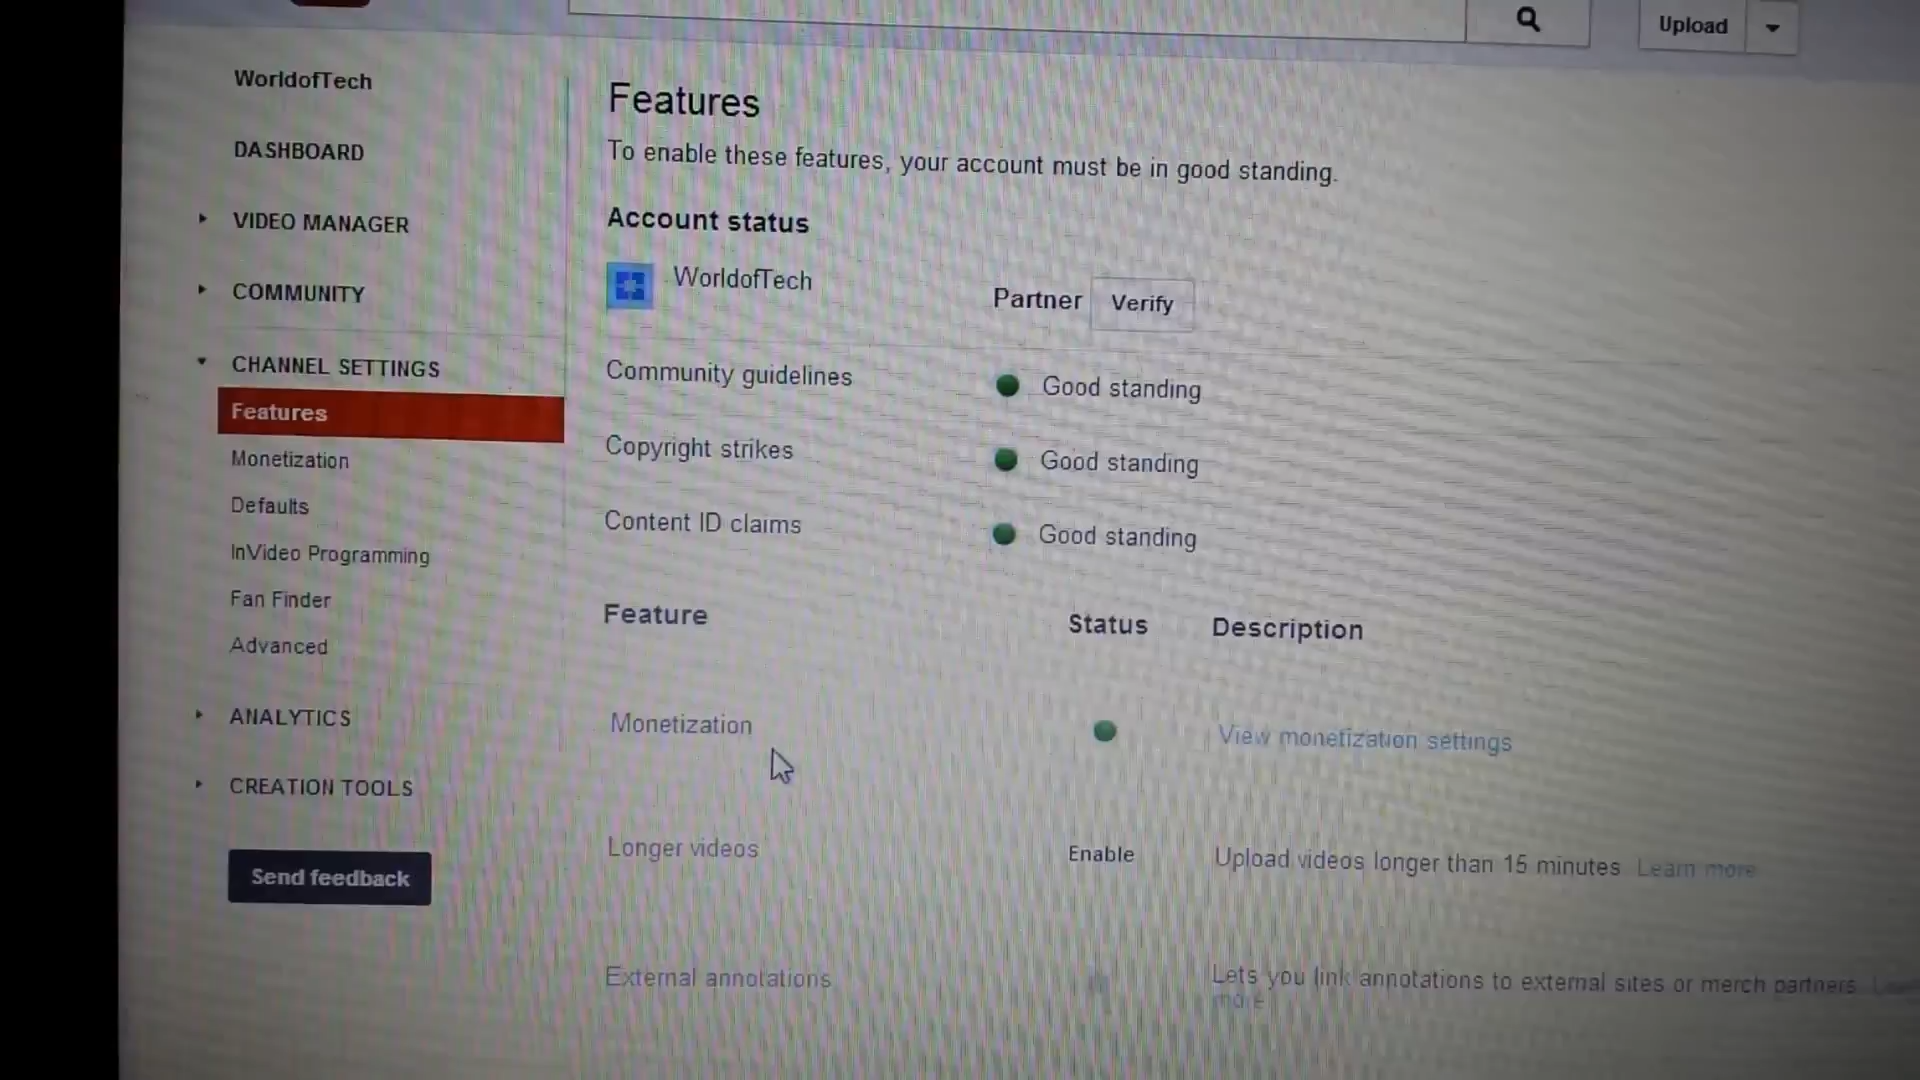 Upload
WorldofTech
DASHBOARD
VIDEO MANAGER
COMMUNITY
CHANNEL SETTINGS
Features
Monetization
Defaults
InVideo Programming
Fan Finder
Advanced
ANALYTICS
CREATION TOOLS
Send feedback
Features
To enable these features, your account must be in good standing.
Account status
WorldofTech Partner Verify
Community guidelines Good standing
Copyright strikes Good standing
Content ID claims Good standing
Feature Status Description
Monetization View monetization settings
Longer videos Enable Upload videos longer than 15 minutes Learn more
External annotations Lets you link annotations to external sites or merch partners.
more